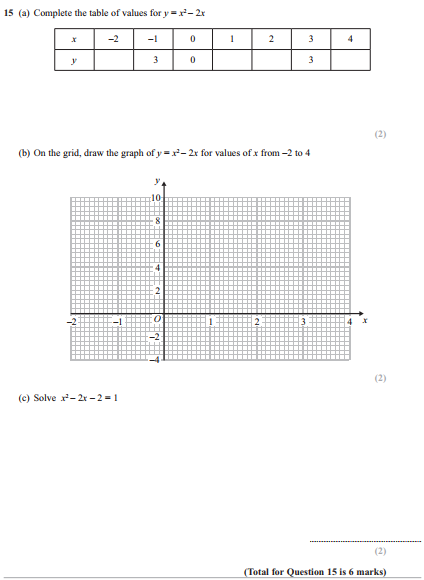 15 (a) Complete the table of values for y = x² – 2x
x –2 –1 0 1 2 3 4
y 3 0 3
(2)
(b) On the grid, draw the graph of y = x² – 2x for values of x from –2 to 4
y
10
8
6
4
2
–2 –1 O 1 2 3 4 x
–2
–4
(2)
(c) Solve x² – 2x – 2 = 1
(2)
(Total for Question 15 is 6 marks)